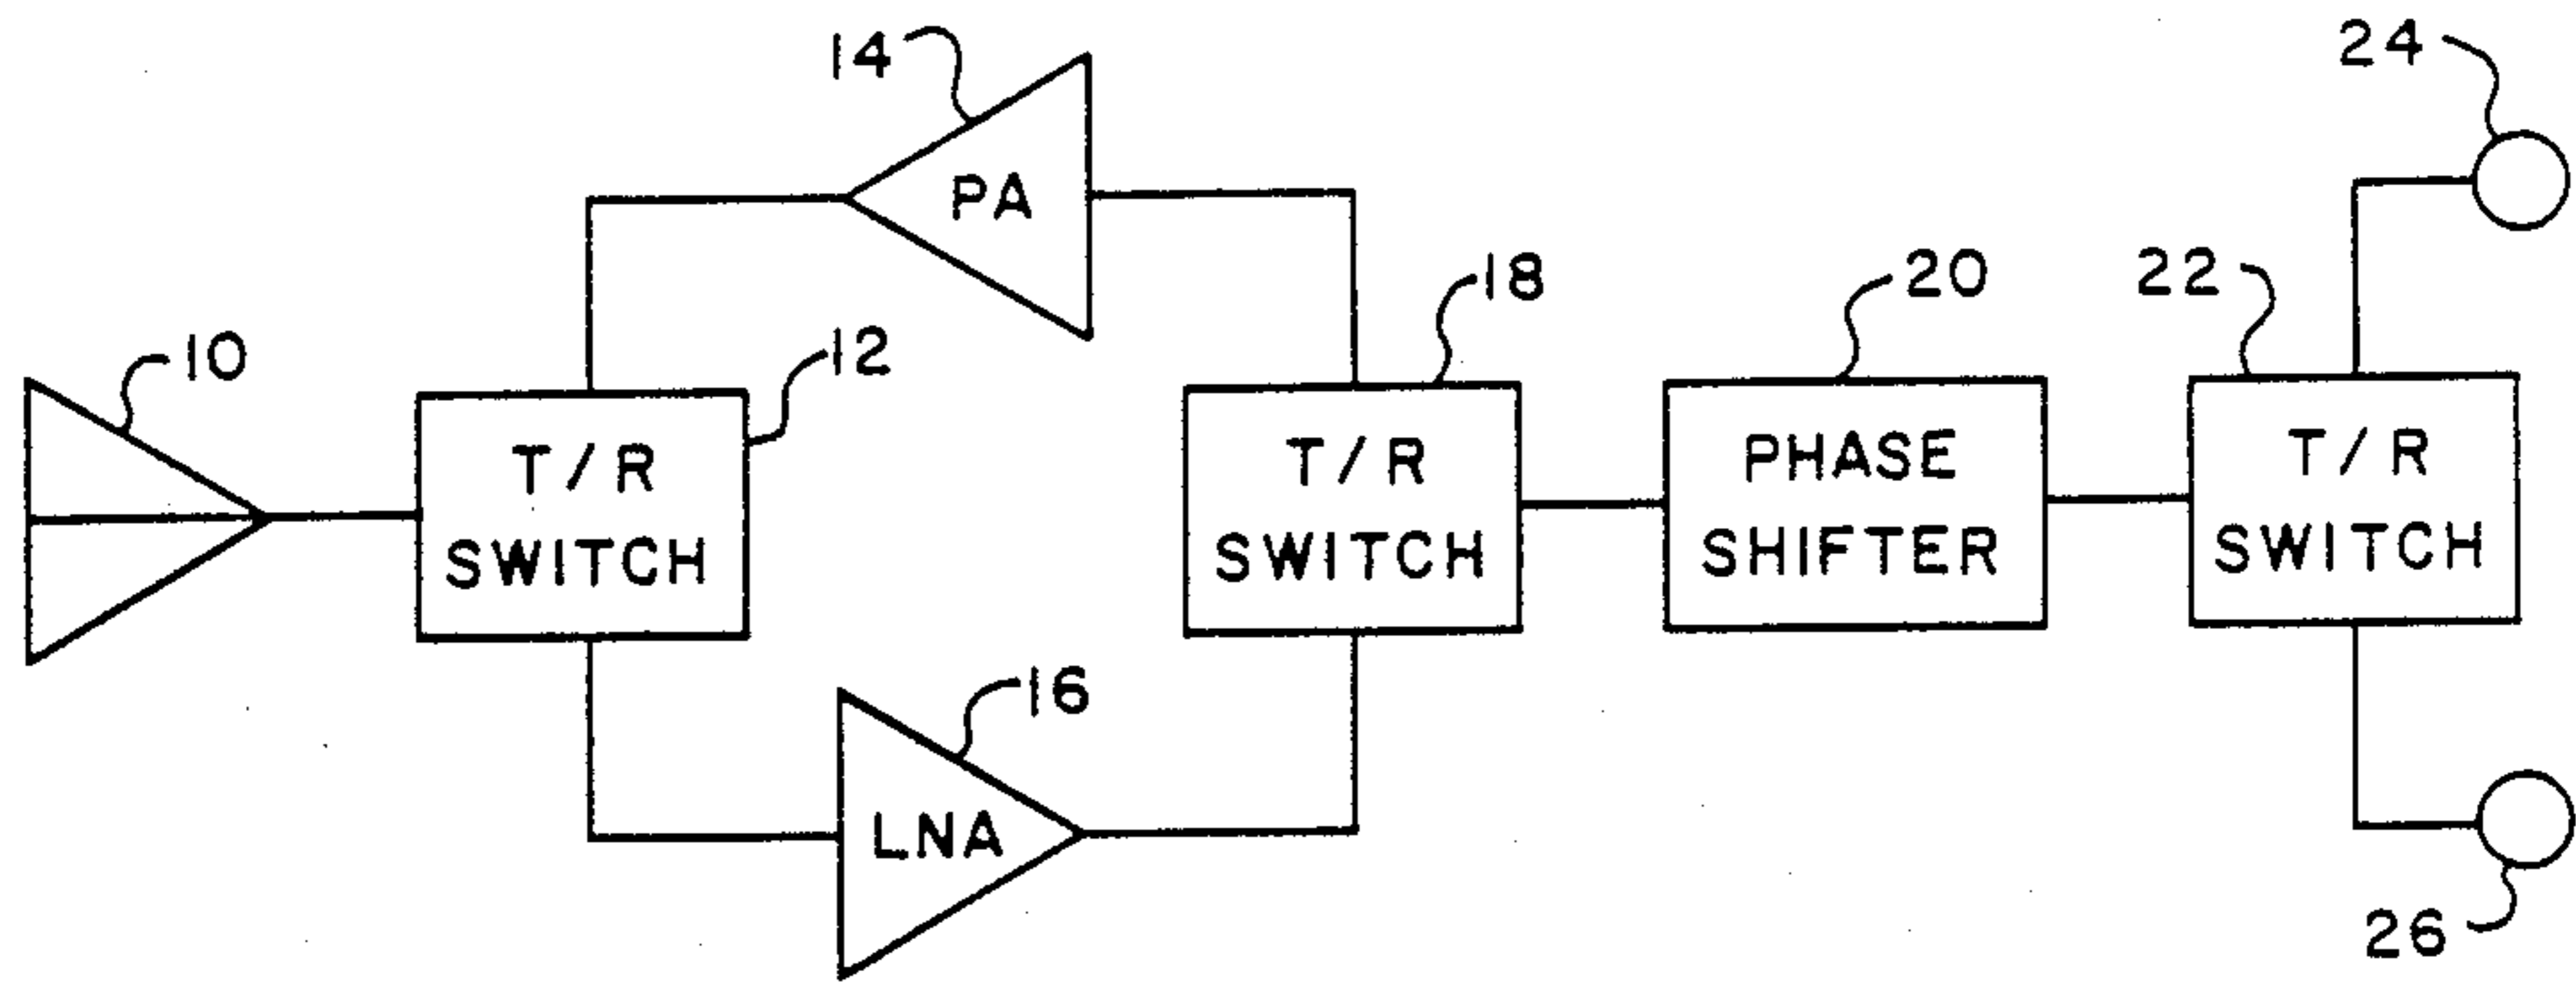 24
14
PA
18
20
22
10
12
T/R
SWITCH
T/R
SWITCH
PHASE
SHIFTER
T/R
SWITCH
16
LNA
26